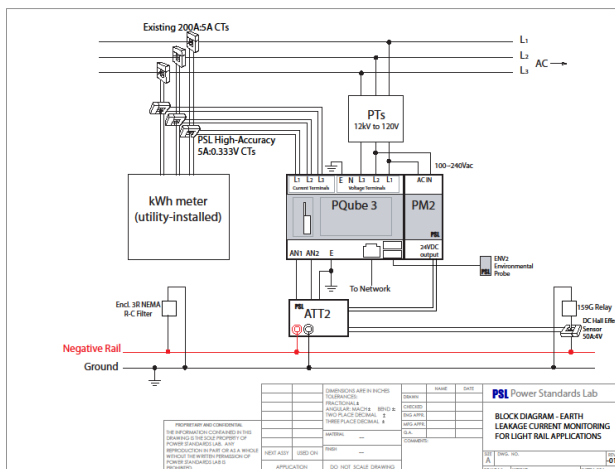 Existing 200A:5A CTs
L1
L2
AC
L3
PTs
12kV to 120V
PSL High-Accuracy
5A:0.333V CTs
100–240Vac
kWh meter
(utility-installed)
L1 L2 L3
E N L3 L2 L1
AC IN
Current Terminals
Voltage Terminals
PQube 3
PM2
PSL
AN1 AN2 E
24VDC
output
ENV2
Environmental
Probe
PSL
To Network
Encl. 3R NEMA
R-C Filter
PSL
ATT2
159G Relay
DC Hall Effe
Sensor
50A:4V
Negative Rail
Ground
DIMENSIONS ARE IN INCHES
TOLERANCES:
FRACTIONAL ±
ANGULAR: MACH ± BEND ±
TWO PLACE DECIMAL ±
THREE PLACE DECIMAL ±
NAME DATE
DRAWN
CHECKED
ENG APPR.
MFG APPR.
Q.A.
COMMENTS:
PSL Power Standards Lab
BLOCK DIAGRAM - EARTH
LEAKAGE CURRENT MONITORING
FOR LIGHT RAIL APPLICATIONS
PROPRIETARY AND CONFIDENTIAL
THE INFORMATION CONTAINED IN THIS
DRAWING IS THE SOLE PROPERTY OF
POWER STANDARDS LAB. ANY
REPRODUCTION IN PART OR AS A WHOLE
WITHOUT THE WRITTEN PERMISSION OF
POWER STANDARDS LAB IS
PROHIBITED.
MATERIAL
—
FINISH
—
NEXT ASSY USED ON
APPLICATION
DO NOT SCALE DRAWING
SIZE
A
DWG. NO.
-01